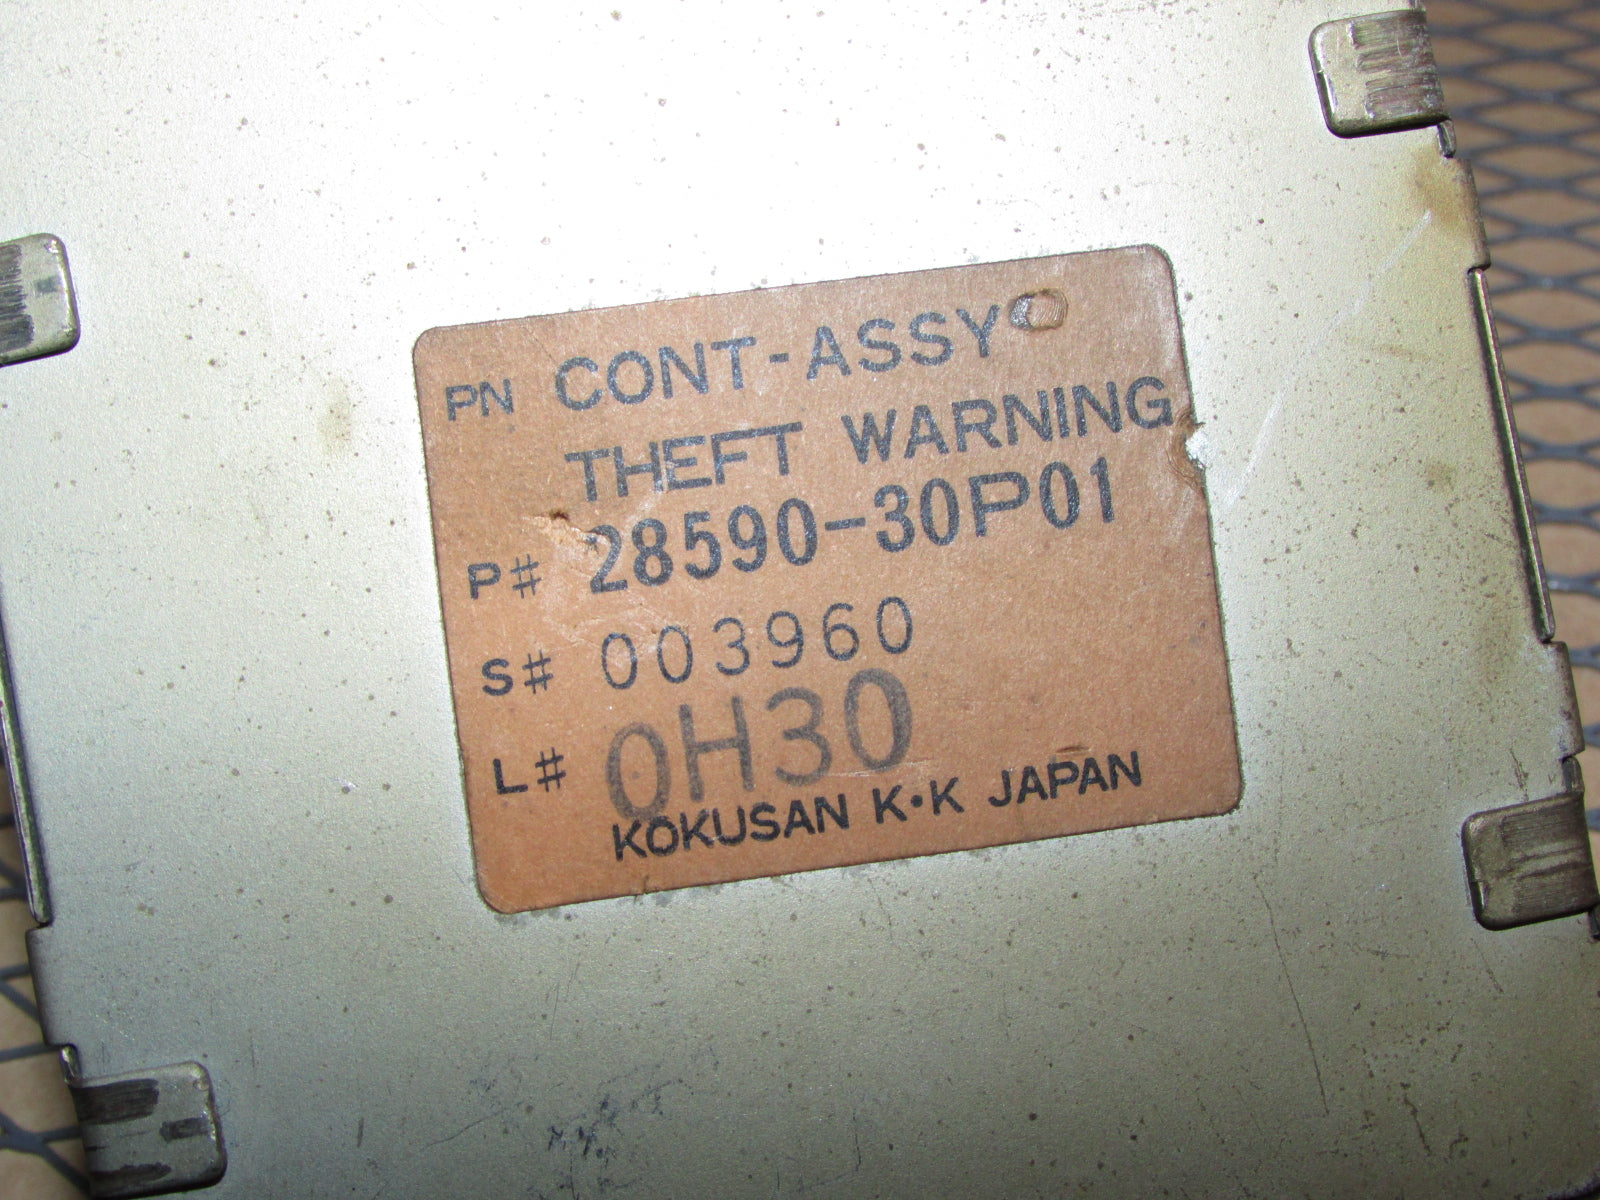 PN CONT-ASSY
THEFT WARNING
P# 28590-30P01
S# 003960
L# 0H30
KOKUSAN K•K JAPAN